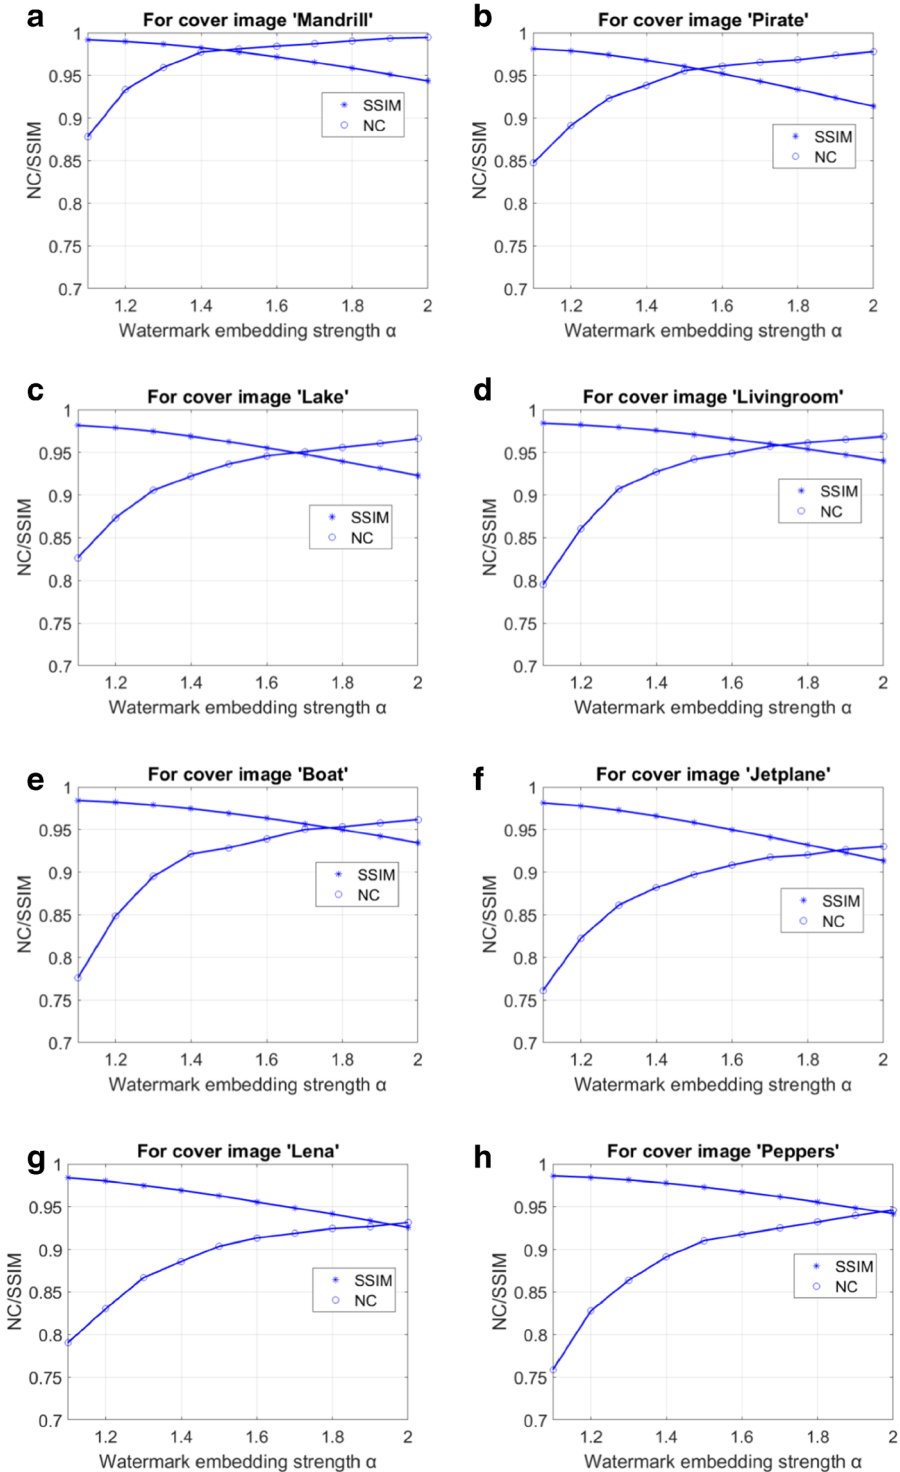 a
For cover image 'Mandrill'
1
0.95
0.9
0.85
0.8
0.75
0.7
NC/SSIM
SSIM
NC
1.2 1.4 1.6 1.8 2
Watermark embedding strength α
b
For cover image 'Pirate'
1
0.95
0.9
0.85
0.8
0.75
0.7
NC/SSIM
SSIM
NC
1.2 1.4 1.6 1.8 2
Watermark embedding strength α
c
For cover image 'Lake'
1
0.95
0.9
0.85
0.8
0.75
0.7
NC/SSIM
SSIM
NC
1.2 1.4 1.6 1.8 2
Watermark embedding strength α
d
For cover image 'Livingroom'
1
0.95
0.9
0.85
0.8
0.75
0.7
NC/SSIM
SSIM
NC
1.2 1.4 1.6 1.8 2
Watermark embedding strength α
e
For cover image 'Boat'
1
0.95
0.9
0.85
0.8
0.75
0.7
NC/SSIM
SSIM
NC
1.2 1.4 1.6 1.8 2
Watermark embedding strength α
f
For cover image 'Jetplane'
1
0.95
0.9
0.85
0.8
0.75
0.7
NC/SSIM
SSIM
NC
1.2 1.4 1.6 1.8 2
Watermark embedding strength α
g
For cover image 'Lena'
1
0.95
0.9
0.85
0.8
0.75
0.7
NC/SSIM
SSIM
NC
1.2 1.4 1.6 1.8 2
Watermark embedding strength α
h
For cover image 'Peppers'
1
0.95
0.9
0.85
0.8
0.75
0.7
NC/SSIM
SSIM
NC
1.2 1.4 1.6 1.8 2
Watermark embedding strength α